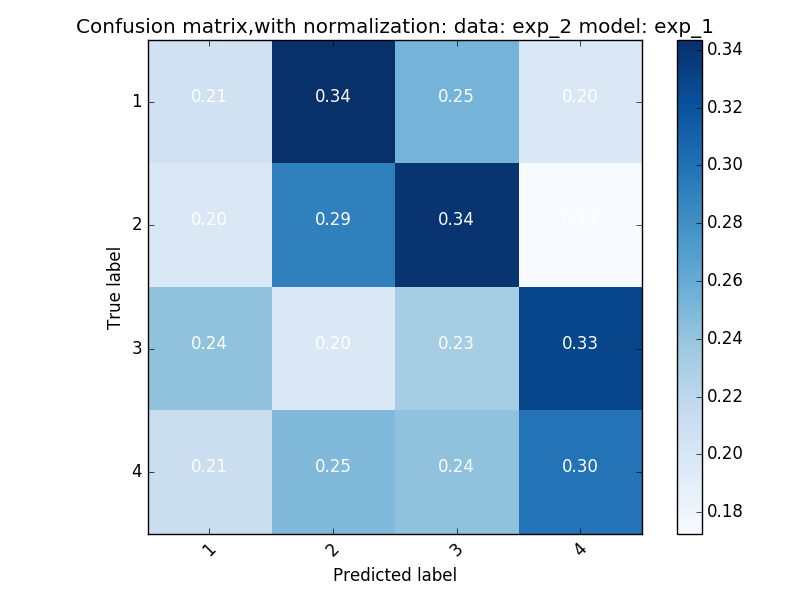 Confusion matrix,with normalization: data: exp_2 model: exp_1
0.34
1 0.21 0.34 0.25 0.20
0.32
0.30
2 0.20 0.29 0.34 0.17
0.28
True label
0.26
3 0.24 0.20 0.23 0.33
0.24
0.22
4 0.21 0.25 0.24 0.30
0.20
0.18
1 2 3 4
Predicted label